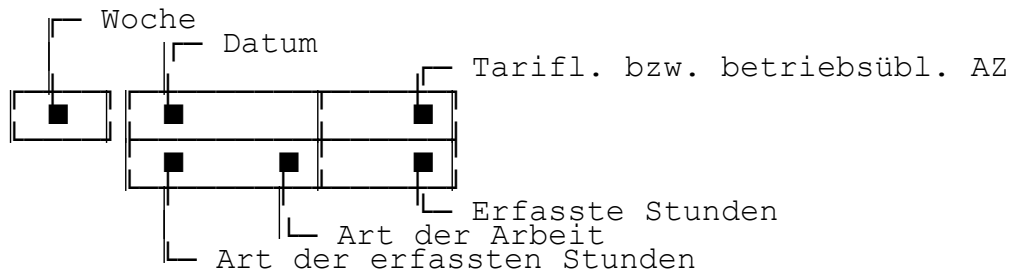 Woche
Datum
Tarifl. bzw. betriebsübl. AZ
Erfasste Stunden
Art der Arbeit
Art der erfassten Stunden